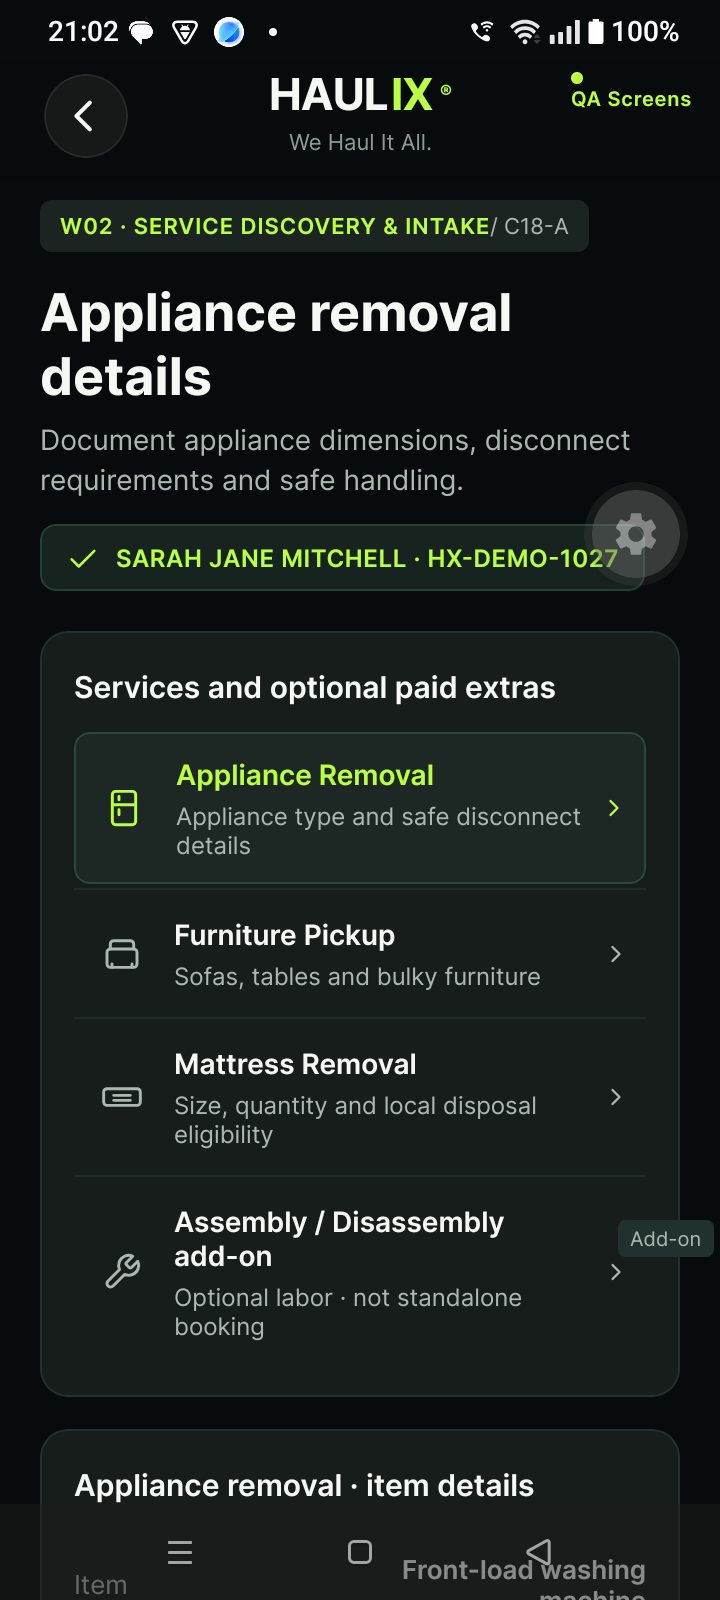 21:02
100%
HAULIX ®
We Haul It All.
QA Screens
W02 · SERVICE DISCOVERY & INTAKE/ C18-A
Appliance removal
details
Document appliance dimensions, disconnect
requirements and safe handling.
SARAH JANE MITCHELL · HX-DEMO-1027
Services and optional paid extras
Appliance Removal
Appliance type and safe disconnect
details
Furniture Pickup
Sofas, tables and bulky furniture
Mattress Removal
Size, quantity and local disposal
eligibility
Assembly / Disassembly
add-on
Add-on
Optional labor · not standalone
booking
Appliance removal · item details
Item
Front-load washing
machine